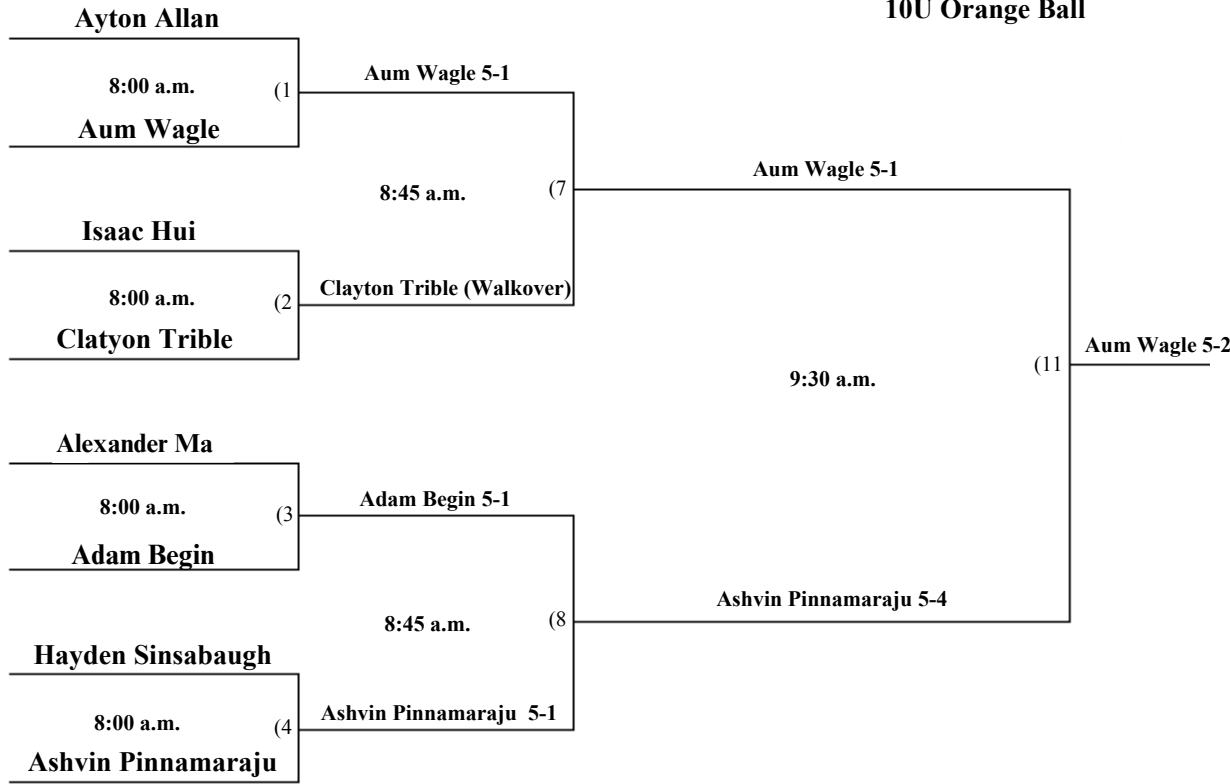 10U Orange Ball
Ayton Allan
8:00 a.m.
(1
Aum Wagle
Aum Wagle 5-1
8:45 a.m.
(7
Isaac Hui
8:00 a.m.
(2
Clatyon Trible
Clayton Trible (Walkover)
Aum Wagle 5-1
9:30 a.m.
(11
Aum Wagle 5-2
Alexander Ma
8:00 a.m.
(3
Adam Begin
Adam Begin 5-1
8:45 a.m.
(8
Hayden Sinsabaugh
8:00 a.m.
(4
Ashvin Pinnamaraju
Ashvin Pinnamaraju 5-1
Ashvin Pinnamaraju 5-4